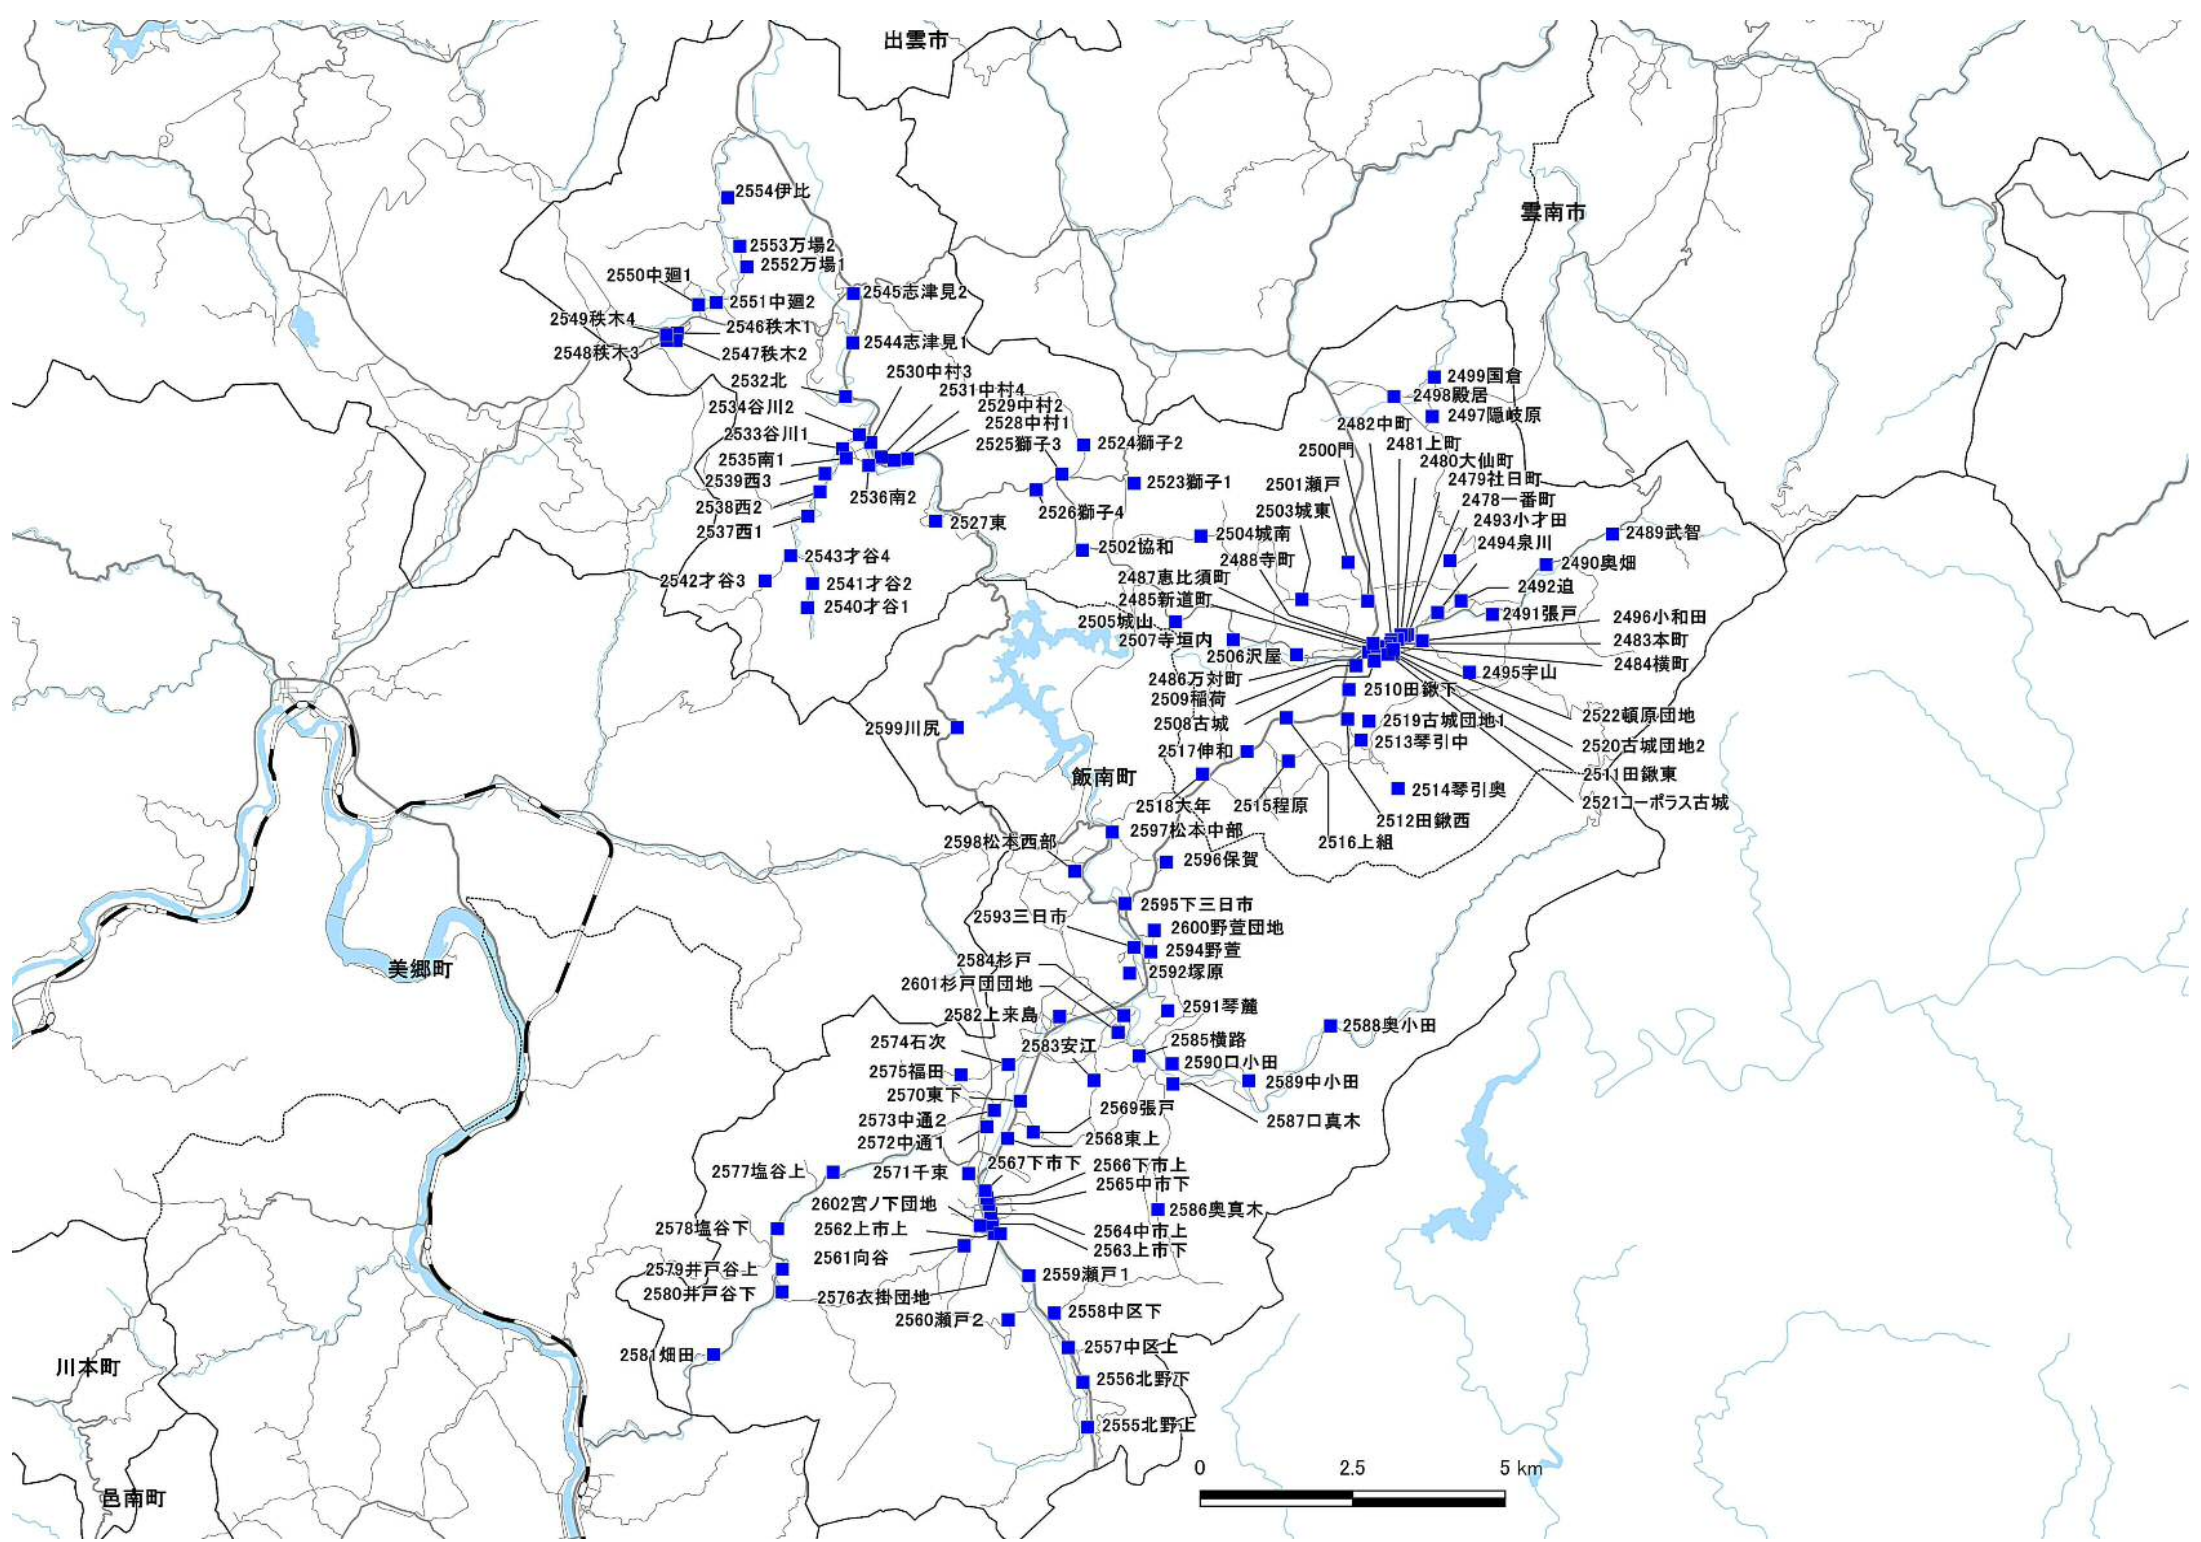 出雲市
2554伊比
雲南市
2553万場2
2552万場1
2550中廻1
2545志津見2
2551中廻2
2549秩木4
2546秩木1
2544志津見1
2548秩木3
2547秩木2
2530中村3
2532北
2531中村4
2499国倉
2498殿居
2534谷川2
2529中村2
2497隠岐原
2528中村1
2482中町
2533谷川1
2525獅子3
2524獅子2
2481上町
2500門
2535南1
2480大仙町
2539西3
2523獅子1
2501瀬戸
2479社日町
2536南2
2478一番町
2538西2
2526獅子4
2503城東
2493小才田
2527東
2537西1
2504城南
2489武智
2494泉川
2502協和
2543才谷4
2488寺町
2490奥畑
2542才谷3
2541才谷2
2487恵比須町
2492迫
2485新道町
2540才谷1
2505城山
2491張戸
2496小和田
2507寺垣内
2483本町
2506沢屋
2484横町
2486万対町
2495宇山
2509稲荷
2510田鍬下
2508古城
2522頓原団地
2519古城団地1
2599川尻
2513琴引中
2517伸和
2520古城団地2
飯南町
2511田鍬東
2514琴引奥
2518大年
2515程原
2521コーポラス古城
2512田鍬西
2597松本中部
2598松本西部
2516上組
2596保賀
2595下三日市
2593三日市
2600野萱団地
2594野萱
2584杉戸
美郷町
2592塚原
2601杉戸団団地
2591琴麓
2582上来島
2588奥小田
2574石次
2583安江
2585横路
2590口小田
2575福田
2589中小田
2570東下
2569張戸
2573中通2
2587口真木
2572中通1
2568東上
2567下市下
2566下市上
2577塩谷上
2571千束
2565中市下
2602宮ノ下団地
2586奥真木
2578塩谷下
2562上市上
2564中市上
2563上市下
2561向谷
2579井戸谷上
2559瀬戸1
2580井戸谷下
2576衣掛団地
2558中区下
2560瀬戸2
2557中区上
2581畑田
川本町
2556北野下
2555北野上
0 2.5 5 km
邑南町